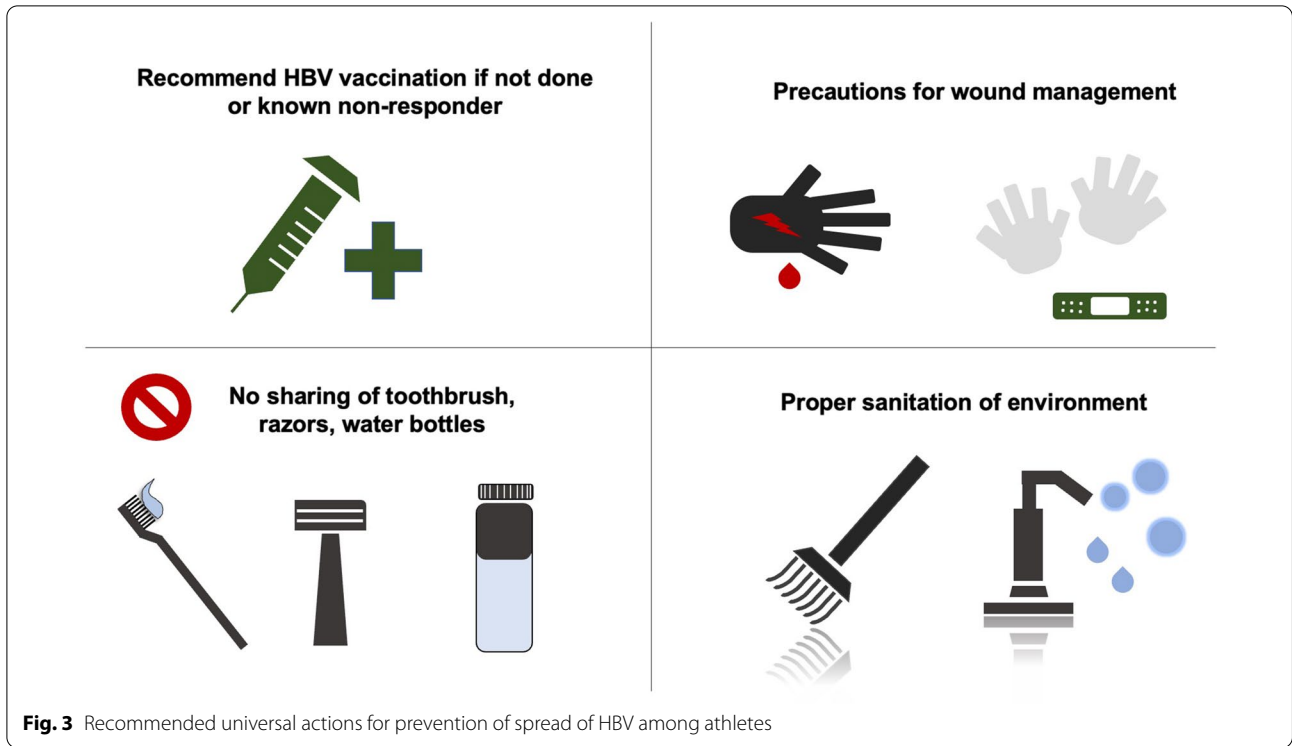 Recommend HBV vaccination if not done
or known non-responder
Precautions for wound management
No sharing of toothbrush,
razors, water bottles
Proper sanitation of environment
Fig. 3 Recommended universal actions for prevention of spread of HBV among athletes